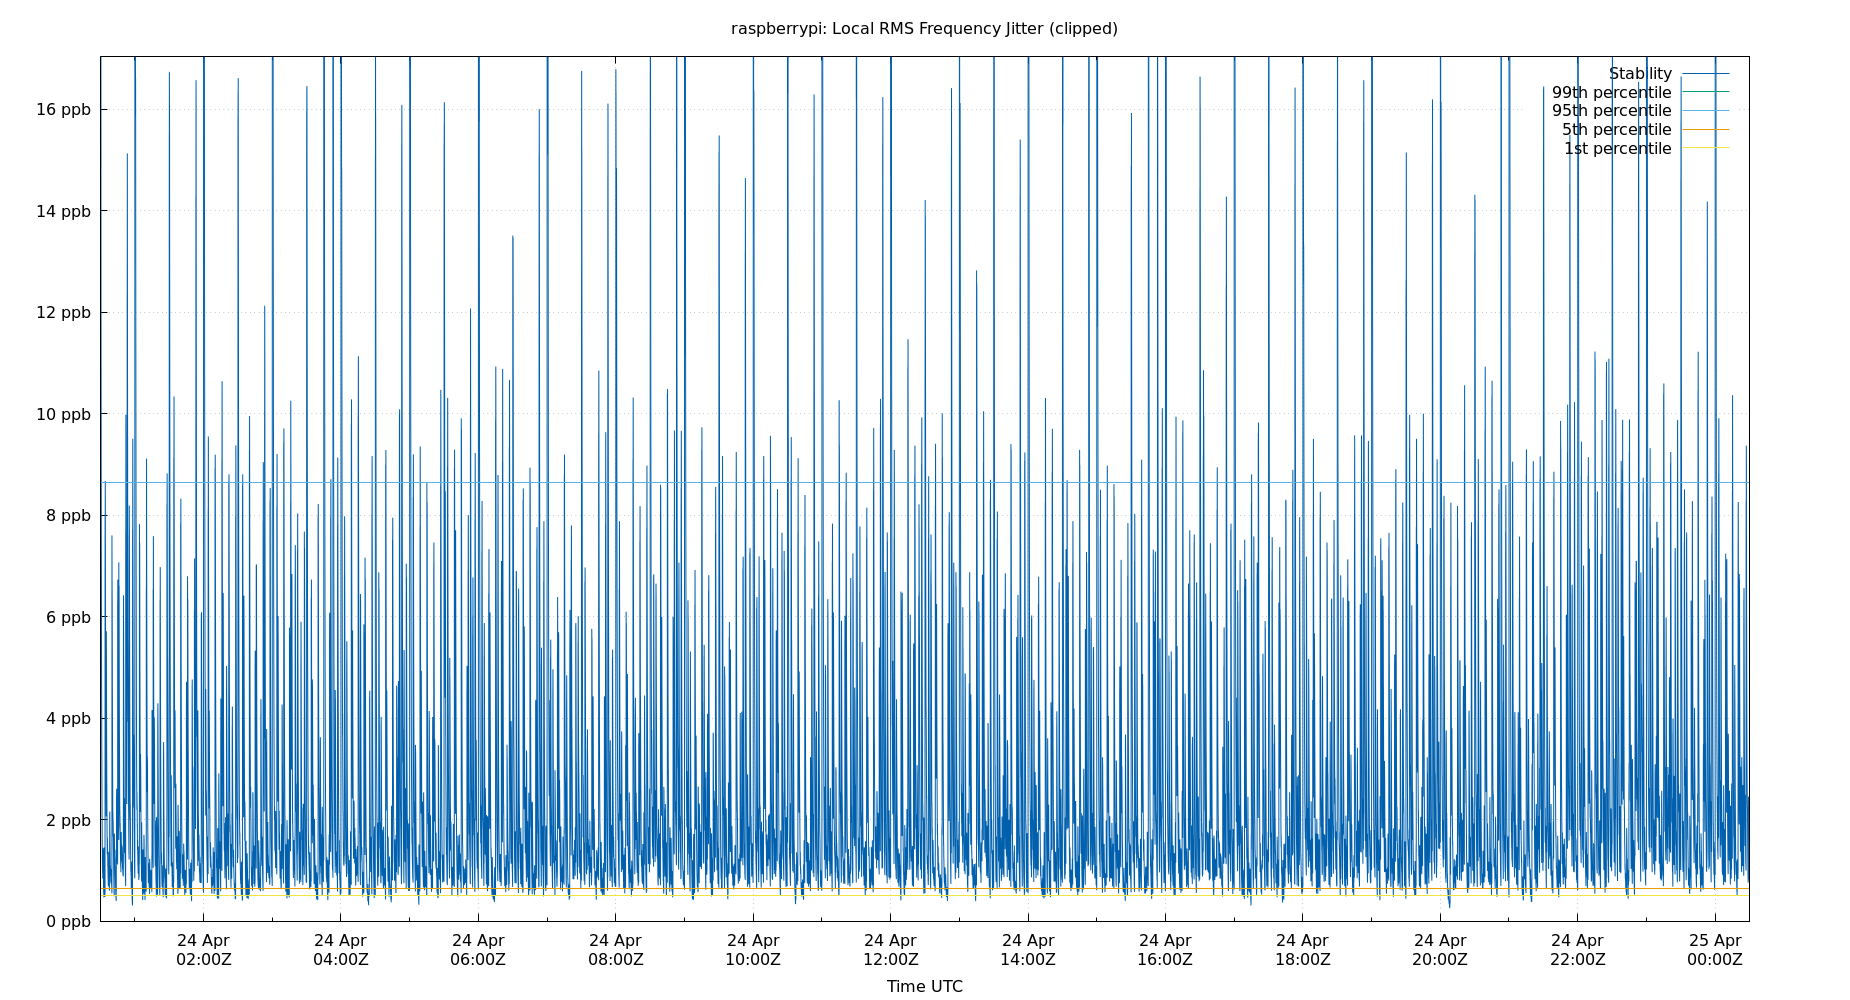 raspberrypi: Local RMS Frequency Jitter (clipped)
Stability
99th percentile
95th percentile
5th percentile
1st percentile
16 ppb
14 ppb
12 ppb
10 ppb
8 ppb
6 ppb
4 ppb
2 ppb
0 ppb
24 Apr 24 Apr 24 Apr 24 Apr 24 Apr 24 Apr 24 Apr 24 Apr 24 Apr 24 Apr 24 Apr 25 Apr
02:00Z 04:00Z 06:00Z 08:00Z 10:00Z 12:00Z 14:00Z 16:00Z 18:00Z 20:00Z 22:00Z 00:00Z
Time UTC